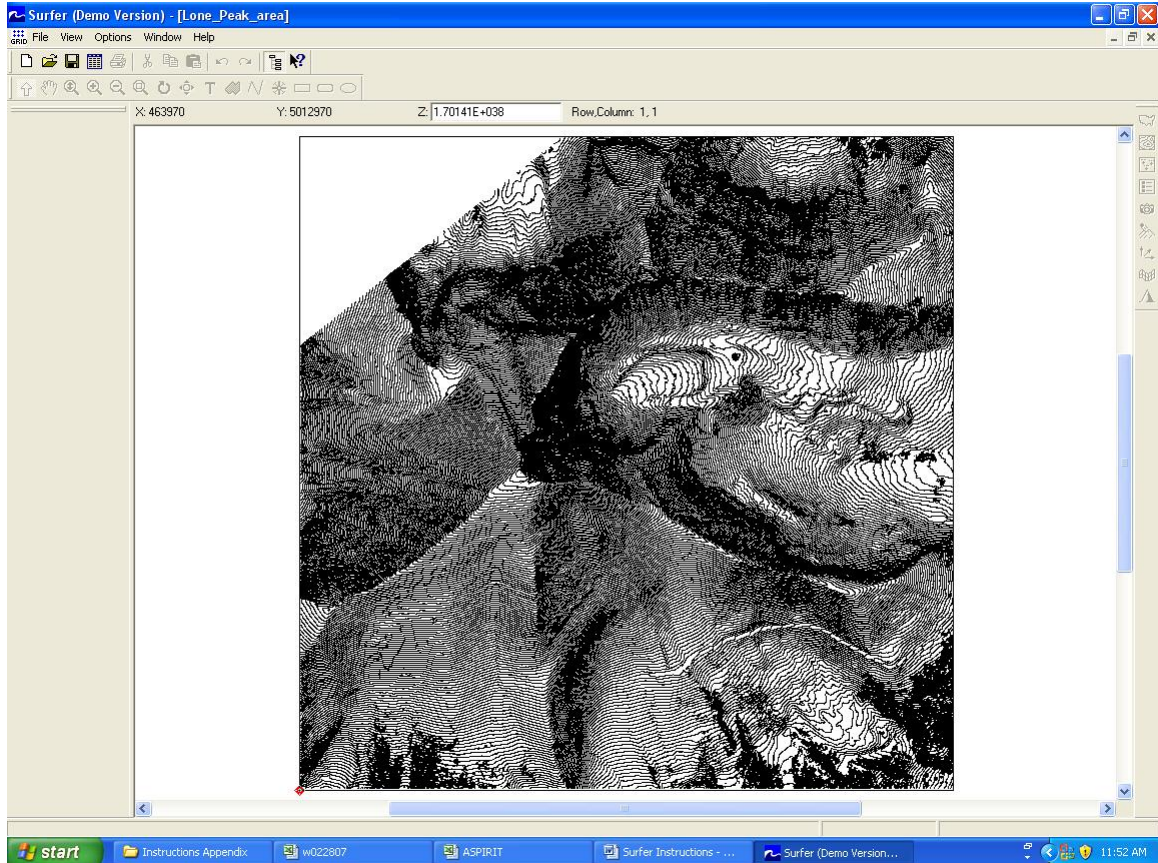 Surfer (Demo Version) - [Lone_Peak_area]
GRID File View Options Window Help
T
X: 463970 Y: 5012970 Z: 1.70141E+038 Row,Column: 1, 1
start Instructions Appendix w022807 ASPIRIT Surfer Instructions - ... Surfer (Demo Version... 11:52 AM